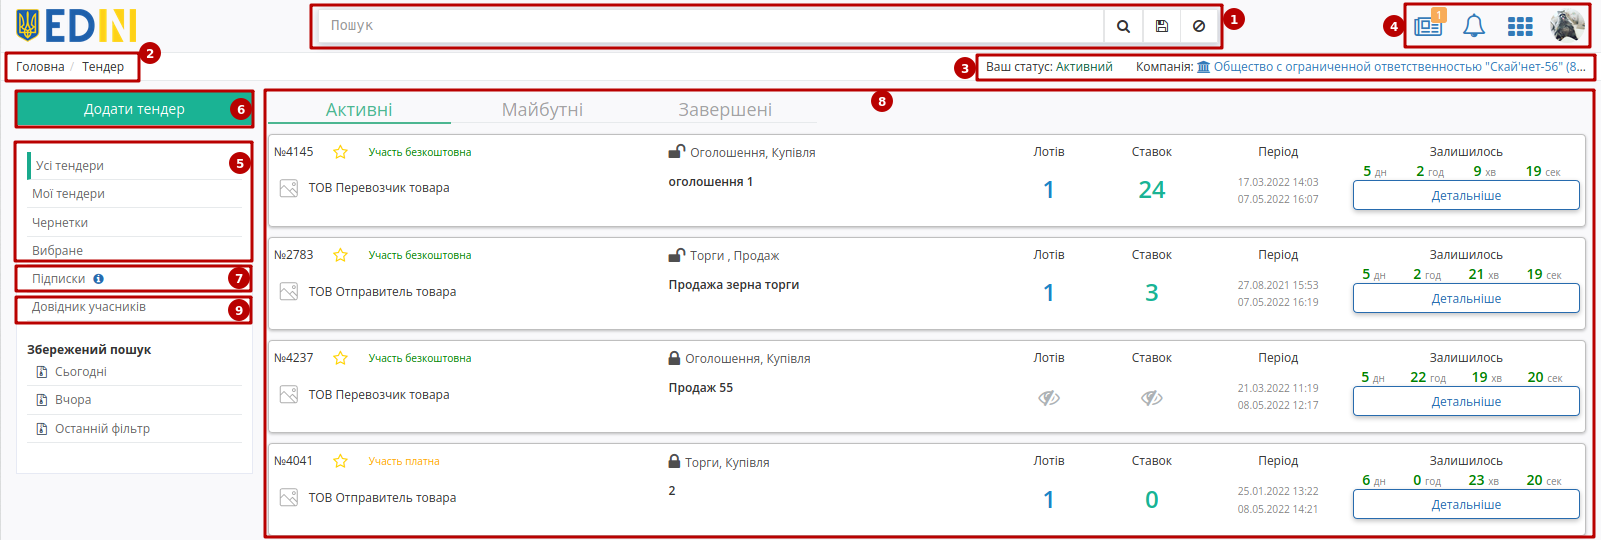 EDIN
Пошук
1
4
1
2
Головна / Тендер
3
Ваш статус: Активний Компанія: Общество с ограниченной ответственностью "Скай'нет-56" (8...
Додати тендер
6
5
Усі тендери
Мої тендери
Чернетки
Вибране
Підписки
7
Довідник учасників
9
Збережений пошук
Сьогодні
Вчора
Останній фільтр
Активні Майбутні Завершені
8
№4145 Участь безкоштовна Оголошення, Купівля Лотів Ставок Період Залишилось
5 дн 2 год 9 хв 19 сек
ТОВ Перевозчик товара оголошення 1 1 24 17.03.2022 14:03
07.05.2022 16:07
Детальніше
№2783 Участь безкоштовна Торги , Продаж Лотів Ставок Період Залишилось
5 дн 2 год 21 хв 19 сек
ТОВ Отправитель товара Продажа зерна торги 1 3 27.08.2021 15:53
07.05.2022 16:19
Детальніше
№4237 Участь безкоштовна Оголошення, Купівля Лотів Ставок Період Залишилось
5 дн 22 год 19 хв 20 сек
ТОВ Перевозчик товара Продаж 55 21.03.2022 11:19
08.05.2022 12:17
Детальніше
№4041 Участь платна Торги, Купівля Лотів Ставок Період Залишилось
6 дн 0 год 23 хв 20 сек
ТОВ Отправитель товара 2 1 0 25.01.2022 13:22
08.05.2022 14:21
Детальніше